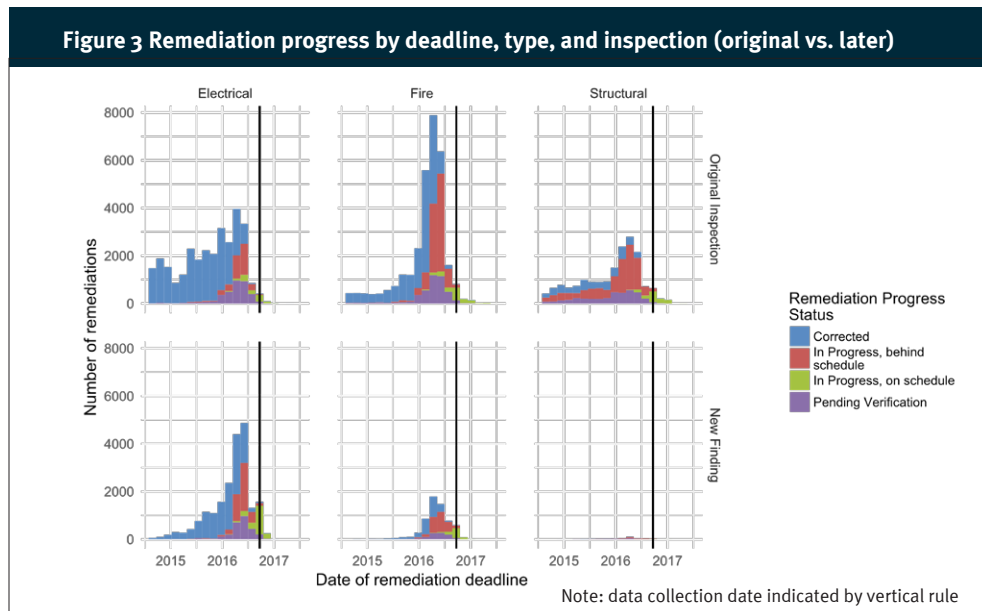 Figure 3 Remediation progress by deadline, type, and inspection (original vs. later)
Electrical
Fire
Structural
8000
6000
4000
2000
0
Original Inspection
8000
6000
4000
2000
0
New Finding
Number of remediations
2015 2016 2017
2015 2016 2017
2015 2016 2017
Date of remediation deadline
Remediation Progress
Status
Corrected
In Progress, behind
schedule
In Progress, on schedule
Pending Verification
Note: data collection date indicated by vertical rule